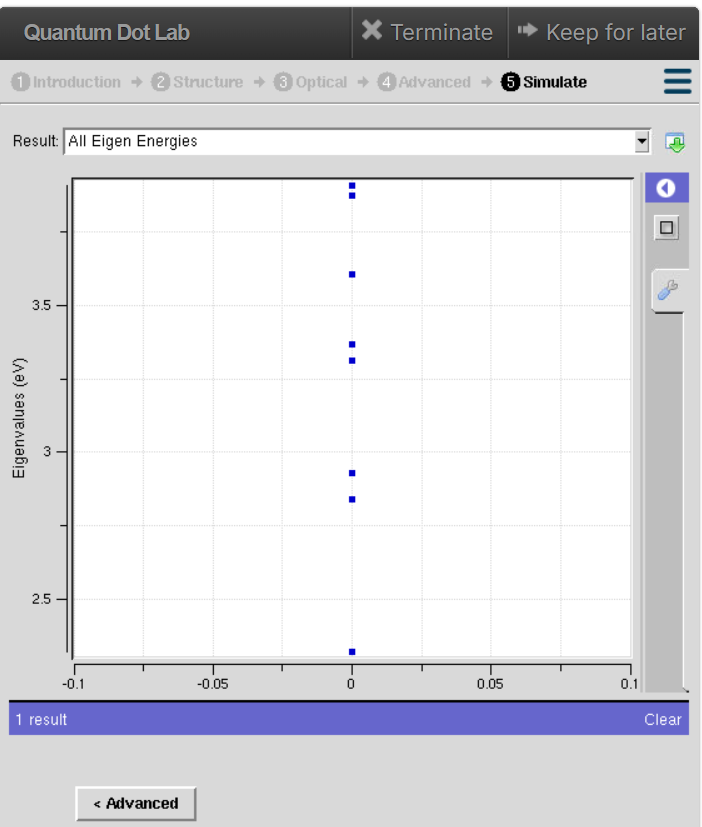 Quantum Dot Lab ✖ Terminate ➠ Keep for later
1 Introduction → 2 Structure → 3 Optical → 4 Advanced → 5 Simulate
Result: All Eigen Energies
3.5
3
2.5
Eigenvalues (eV)
-0.1 -0.05 0 0.05 0.1
1 result Clear
< Advanced